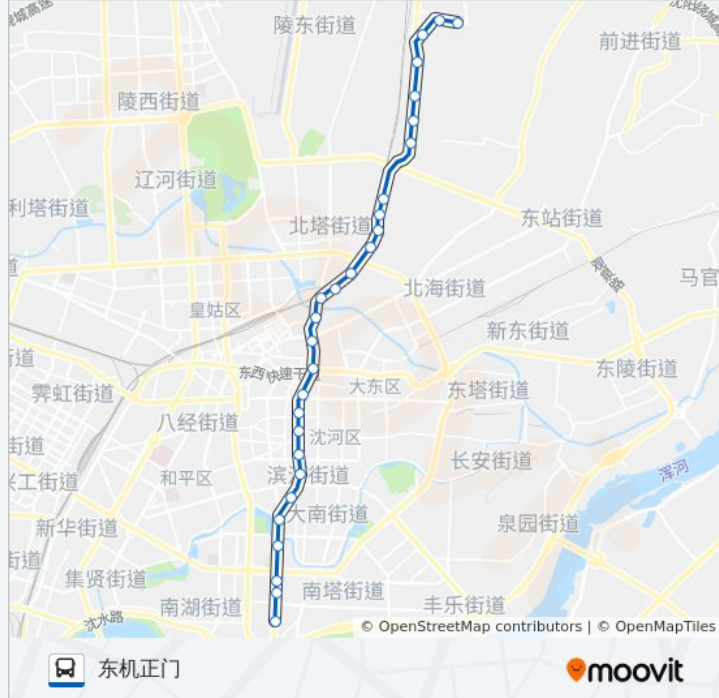 陵东街道
前进街道
陵西街道
辽河街道
利塔街道
北塔街道
东站街道
北海街道
马官
皇姑区
新东街道
街道
东西快速干
大东区
东陵街道
霁虹街道
东塔街道
八经街道
沈河区
街道
长安街道
和平区
大南街道
浑河
新华街道
泉园街道
街道
集贤街道
南塔街道
丰乐街道
南湖街道
沈水路
© OpenStreetMap contributors | © OpenMapTiles
东机正门
moovit